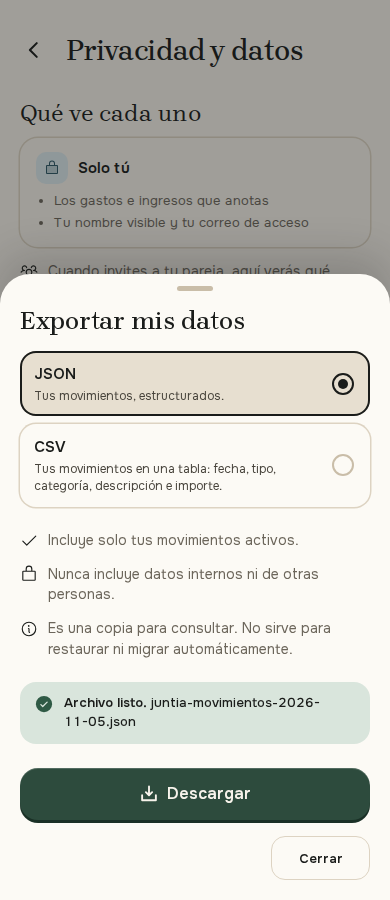 Privacidad y datos
Qué ve cada uno
Solo tú
• Los gastos e ingresos que anotas
• Tu nombre visible y tu correo de acceso
Cuando invites a tu pareja, aquí verás qué
Exportar mis datos
JSON
Tus movimientos, estructurados.
CSV
Tus movimientos en una tabla: fecha, tipo,
categoría, descripción e importe.
Incluye solo tus movimientos activos.
Nunca incluye datos internos ni de otras
personas.
Es una copia para consultar. No sirve para
restaurar ni migrar automáticamente.
Archivo listo. juntia-movimientos-2026-
11-05.json
Descargar
Cerrar